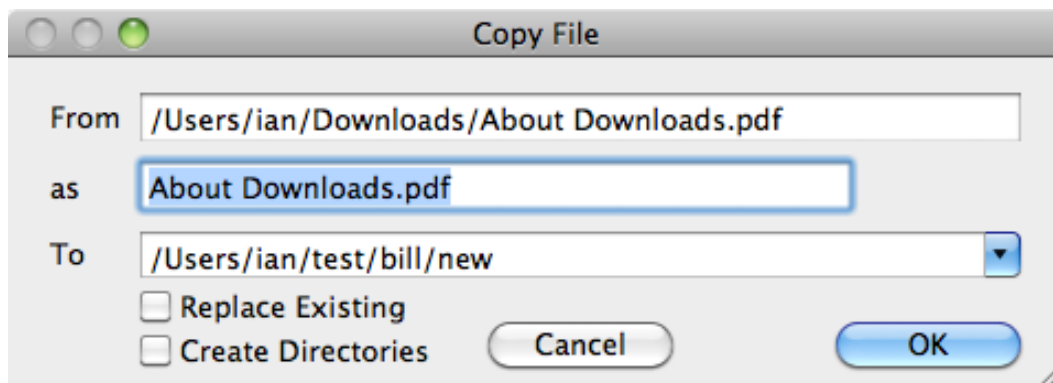 Copy File
From /Users/ian/Downloads/About Downloads.pdf
as About Downloads.pdf
To /Users/ian/test/bill/new
Replace Existing
Create Directories Cancel OK